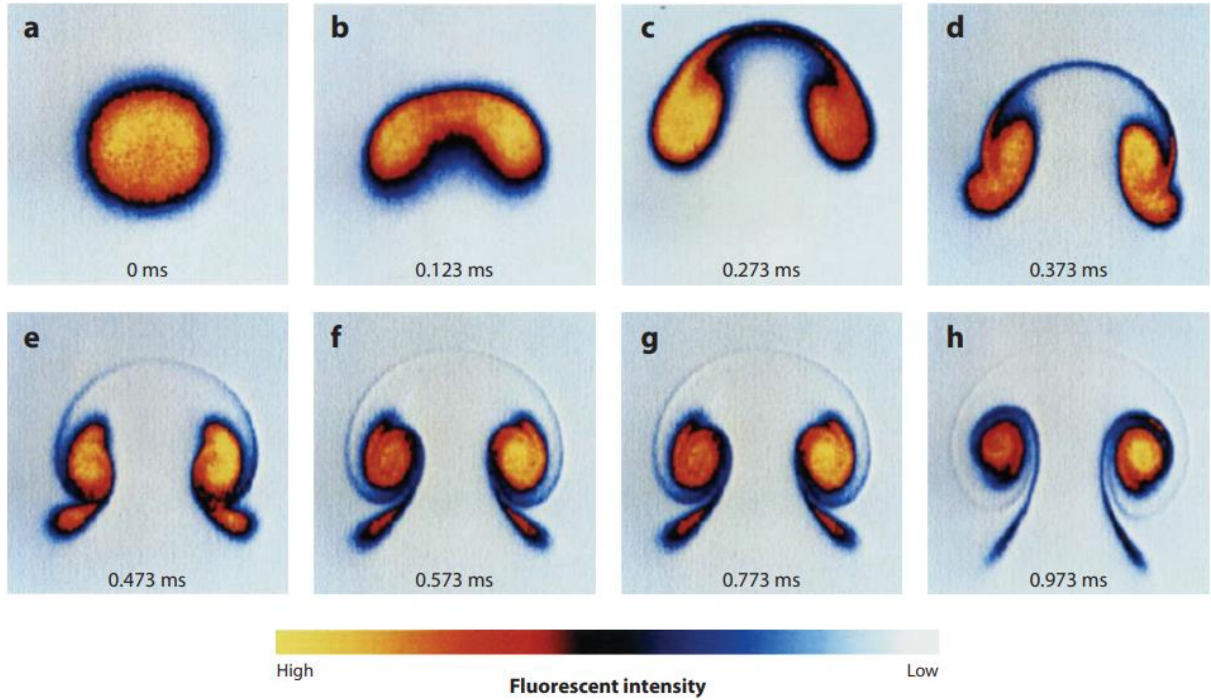 a
b
c
d
0 ms
0.123 ms
0.273 ms
0.373 ms
e
f
g
h
0.473 ms
0.573 ms
0.773 ms
0.973 ms
High
Low
Fluorescent intensity